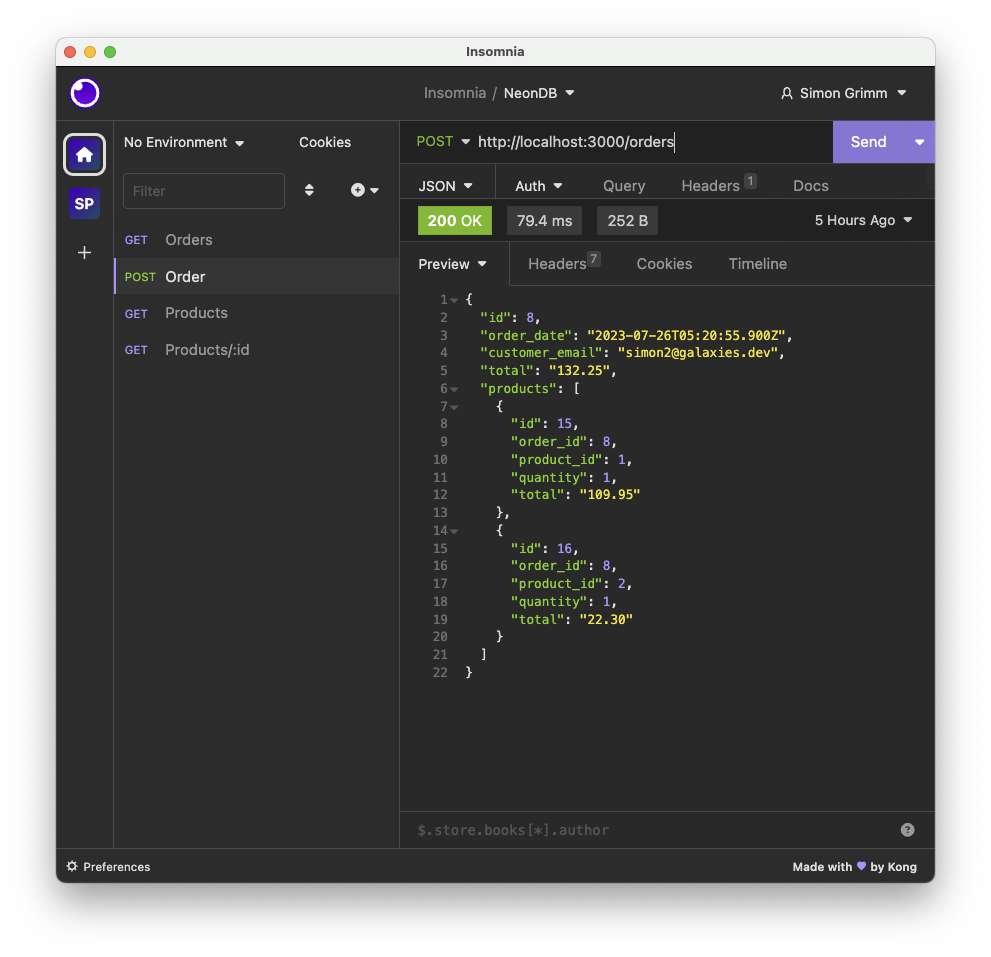 Insomnia
Insomnia / NeonDB
Simon Grimm
SP
No Environment
Cookies
Filter
GET Orders
POST Order
GET Products
GET Products/:id
POST http://localhost:3000/orders
Send
JSON Auth Query Headers 1 Docs
200 OK 79.4 ms 252 B 5 Hours Ago
Preview Headers 7 Cookies Timeline
1 {
2 "id": 8,
3 "order_date": "2023-07-26T05:20:55.900Z",
4 "customer_email": "simon2@galaxies.dev",
5 "total": "132.25",
6 "products": [
7 {
8 "id": 15,
9 "order_id": 8,
10 "product_id": 1,
11 "quantity": 1,
12 "total": "109.95"
13 },
14 {
15 "id": 16,
16 "order_id": 8,
17 "product_id": 2,
18 "quantity": 1,
19 "total": "22.30"
20 }
21 ]
22 }
$.store.books[*].author
?
Preferences
Made with 💜 by Kong